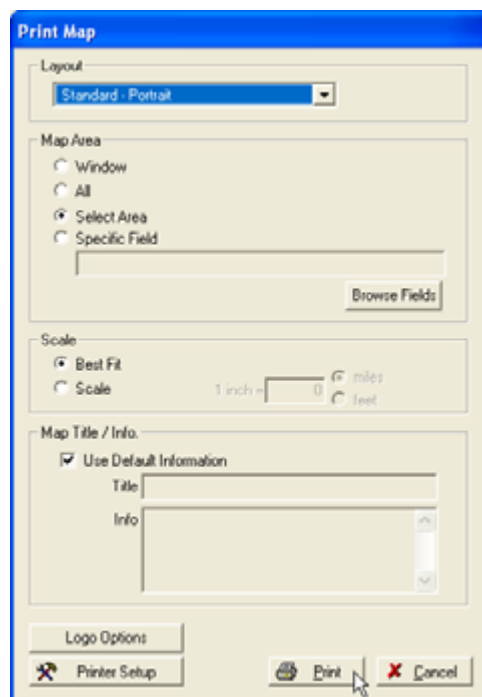 Print Map
Layout
Standard - Portrait
Map Area
Window
All
Select Area
Specific Field
Browse Fields
Scale
Best Fit
Scale
1 inch = 0 miles
feet
Map Title / Info.
Use Default Information
Title
Info
Logo Options
Printer Setup
Print
Cancel